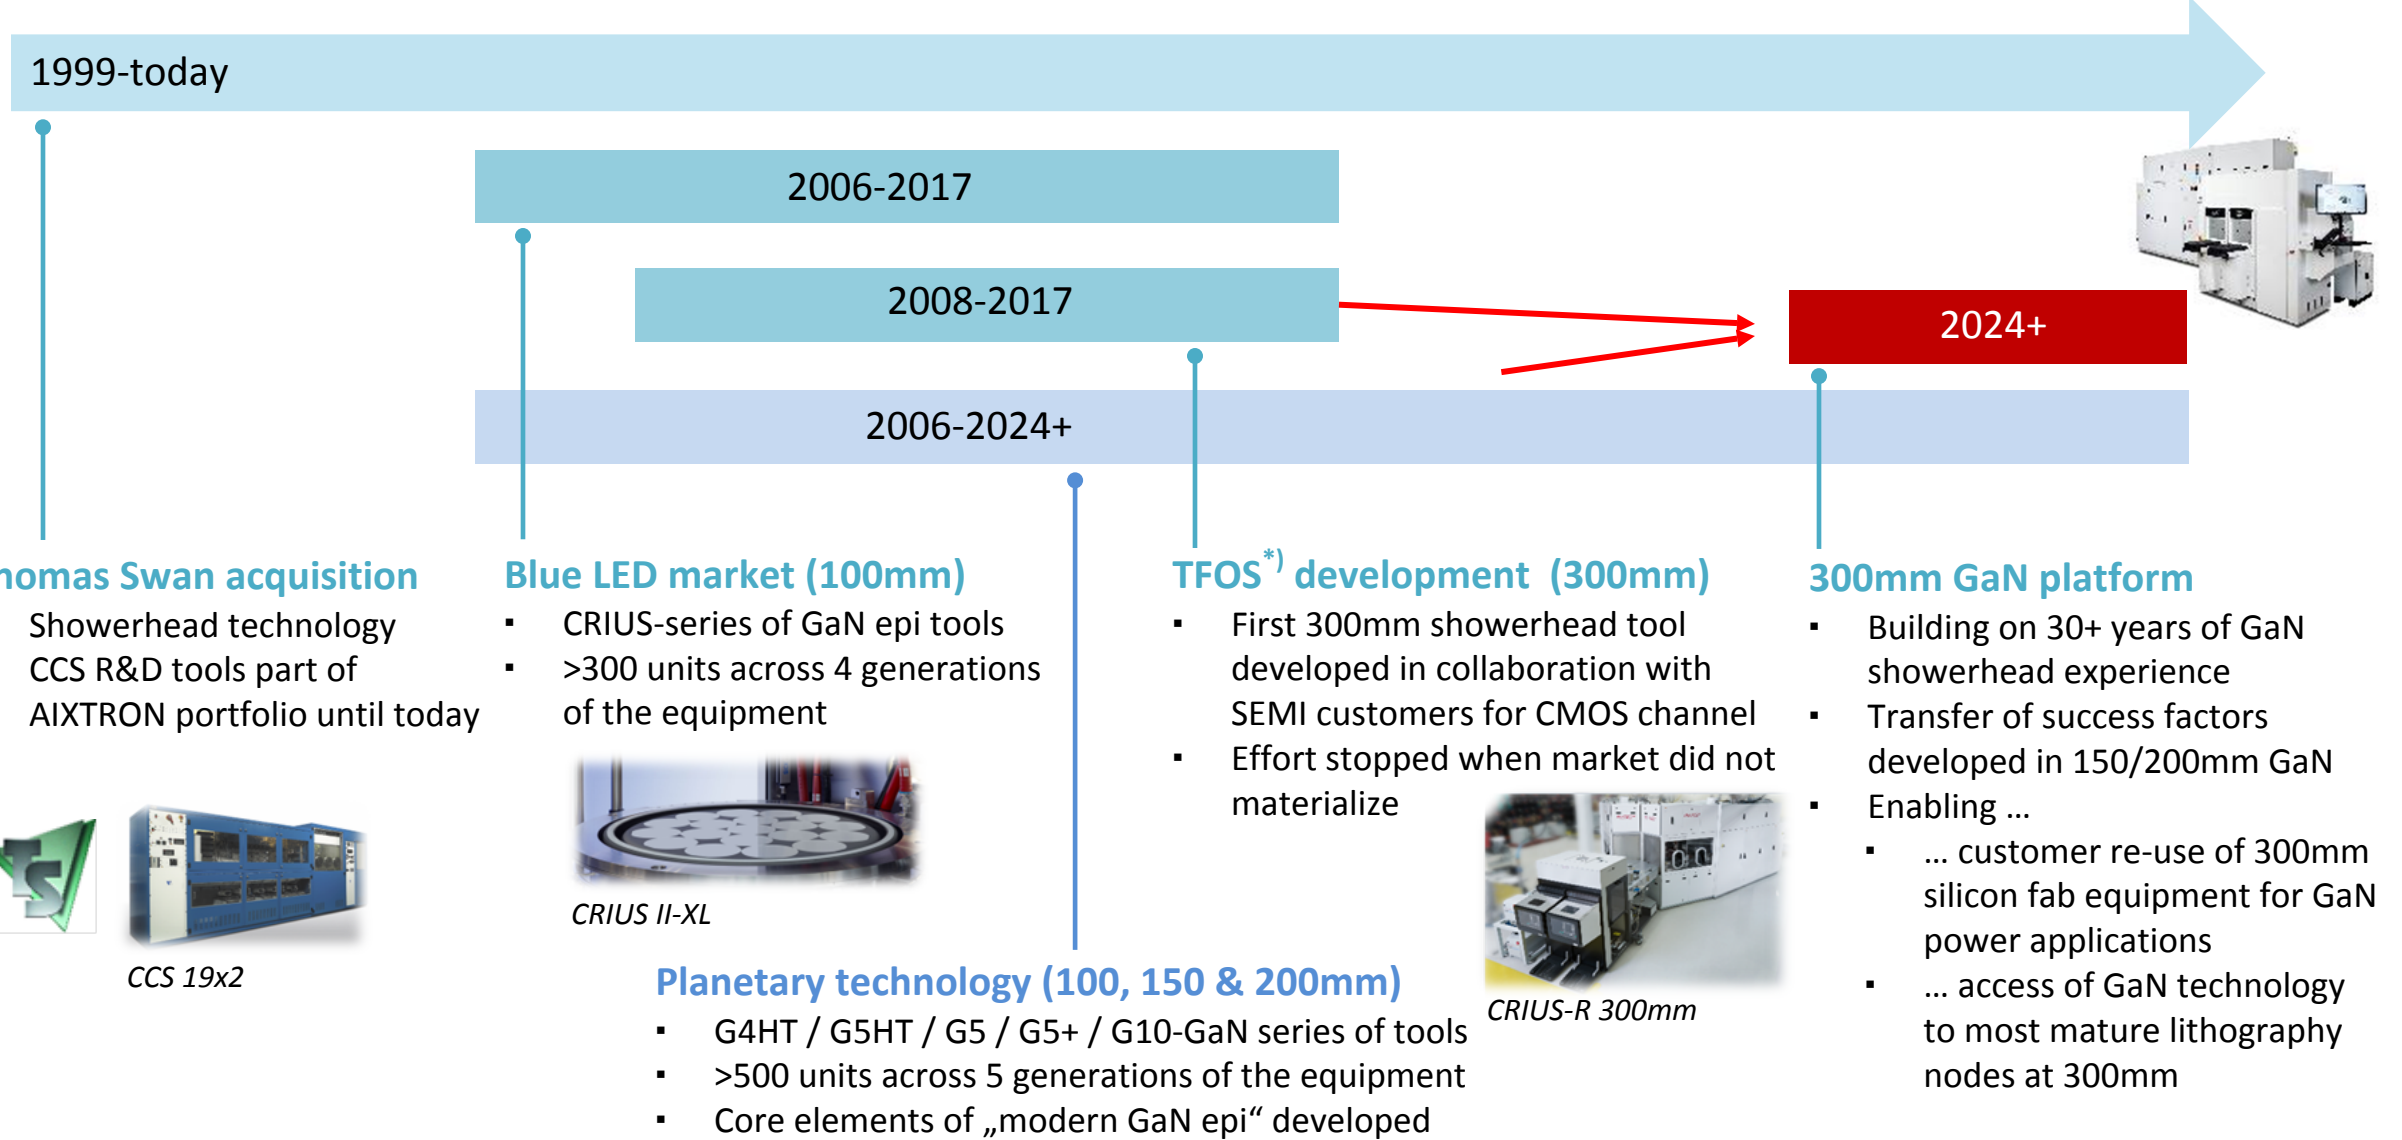 1999-today
2006-2017
2008-2017
2024+
2006-2024+
homas Swan acquisition
Showerhead technology
CCS R&D tools part of
AIXTRON portfolio until today
TS
CCS 19x2
Blue LED market (100mm)
▪ CRIUS-series of GaN epi tools
▪ >300 units across 4 generations
of the equipment
CRIUS II-XL
Planetary technology (100, 150 & 200mm)
▪ G4HT / G5HT / G5 / G5+ / G10-GaN series of tools
▪ >500 units across 5 generations of the equipment
▪ Core elements of „modern GaN epi“ developed
TFOS*) development (300mm)
▪ First 300mm showerhead tool
developed in collaboration with
SEMI customers for CMOS channel
▪ Effort stopped when market did not
materialize
CRIUS-R 300mm
300mm GaN platform
▪ Building on 30+ years of GaN
showerhead experience
▪ Transfer of success factors
developed in 150/200mm GaN
▪ Enabling …
▪ … customer re-use of 300mm
silicon fab equipment for GaN
power applications
▪ … access of GaN technology
to most mature lithography
nodes at 300mm